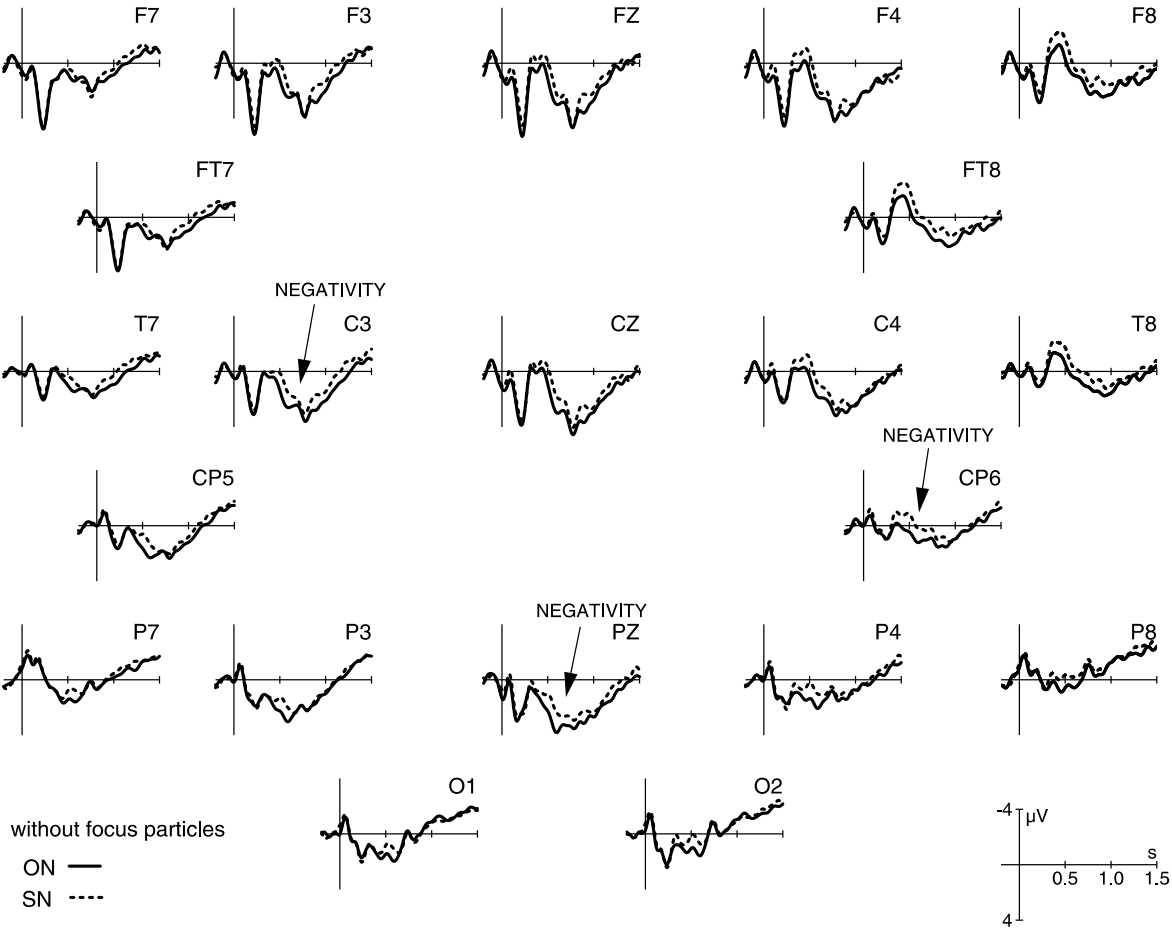 F7 F3 FZ F4 F8
FT7 FT8
NEGATIVITY
T7 C3 CZ C4 T8
NEGATIVITY
CP5 CP6
NEGATIVITY
P7 P3 PZ P4 P8
O1 O2
without focus particles
ON
SN
-4
µV
s
0.5 1.0 1.5
4